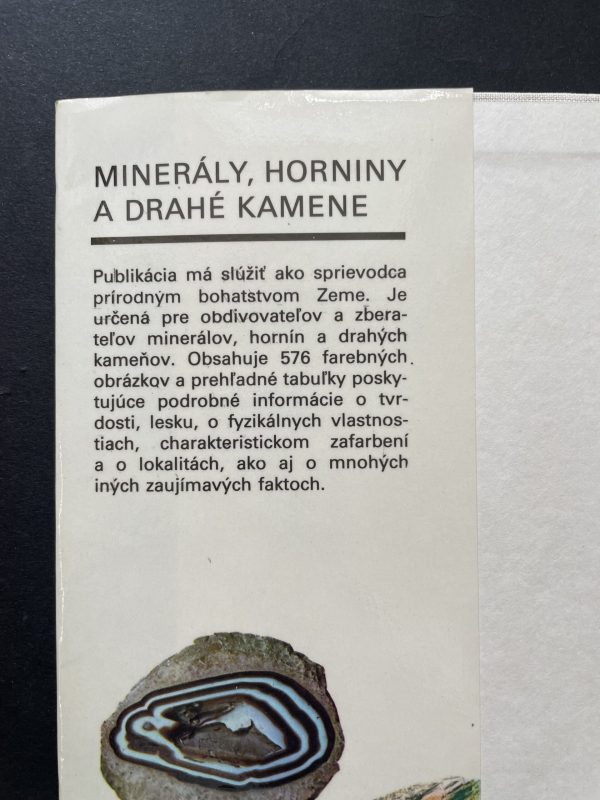 MINERÁLY, HORNINY
A DRAHÉ KAMENE
Publikácia má slúžiť ako sprievodca
prírodným bohatstvom Zeme. Je
určená pre obdivovateľov a zbera-
teľov minerálov, hornín a drahých
kameňov. Obsahuje 576 farebných
obrázkov a prehľadné tabuľky posky-
tujúce podrobné informácie o tvr-
dosti, lesku, o fyzikálnych vlastnos-
tiach, charakteristickom zafarbení
a o lokalitách, ako aj o mnohých
iných zaujímavých faktoch.